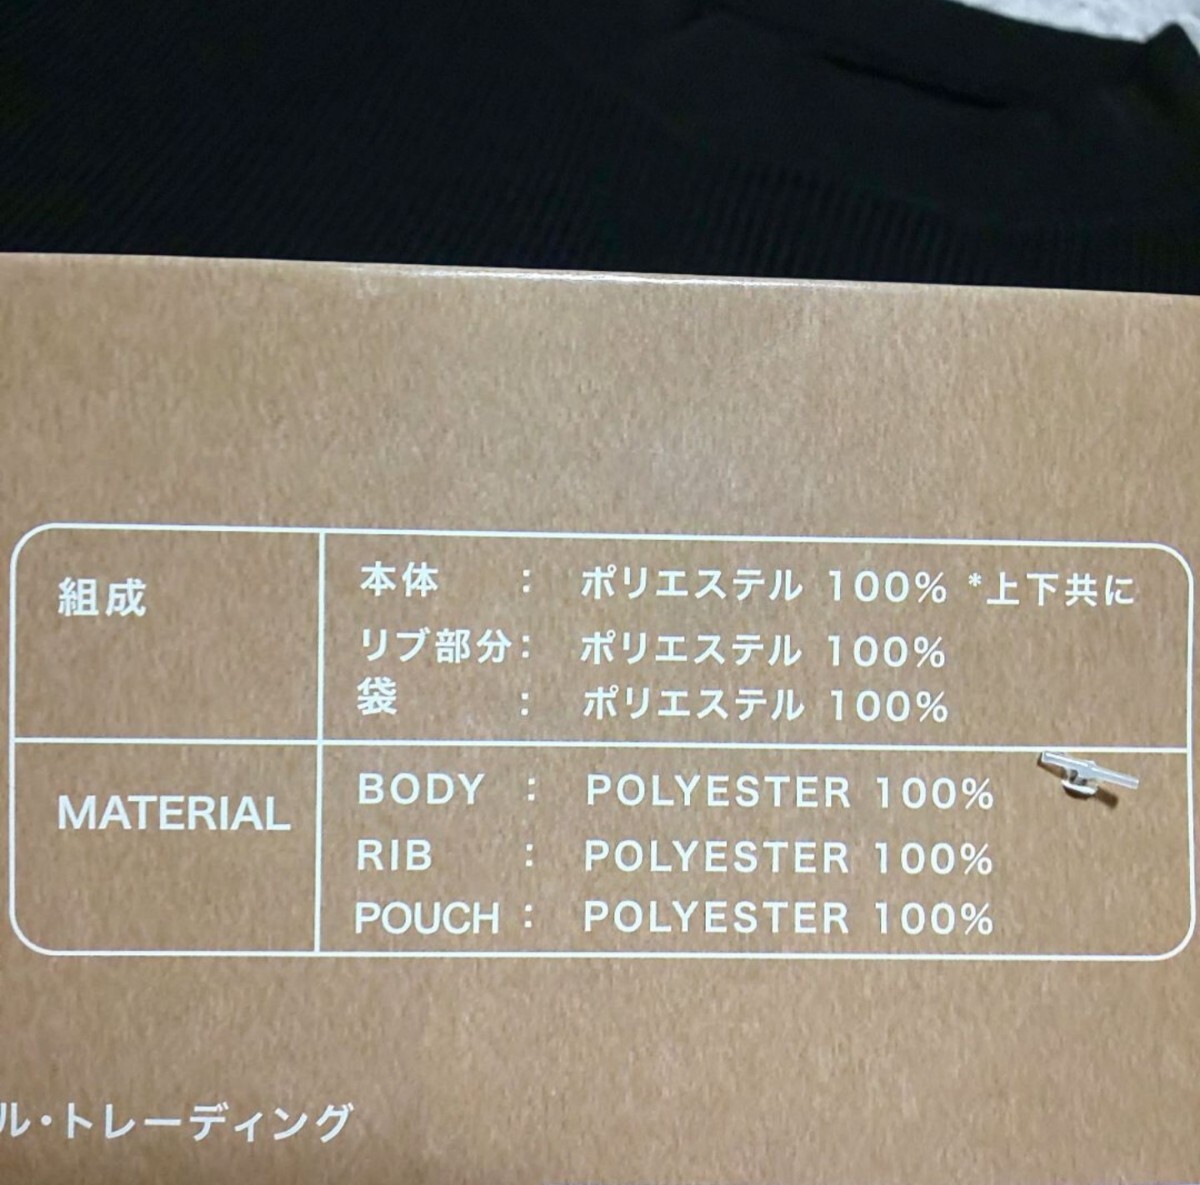 組成
本体 : ポリエステル 100% *上下共に
リブ部分: ポリエステル 100%
袋 : ポリエステル 100%
MATERIAL
BODY : POLYESTER 100%
RIB : POLYESTER 100%
POUCH : POLYESTER 100%
ル・トレーディング